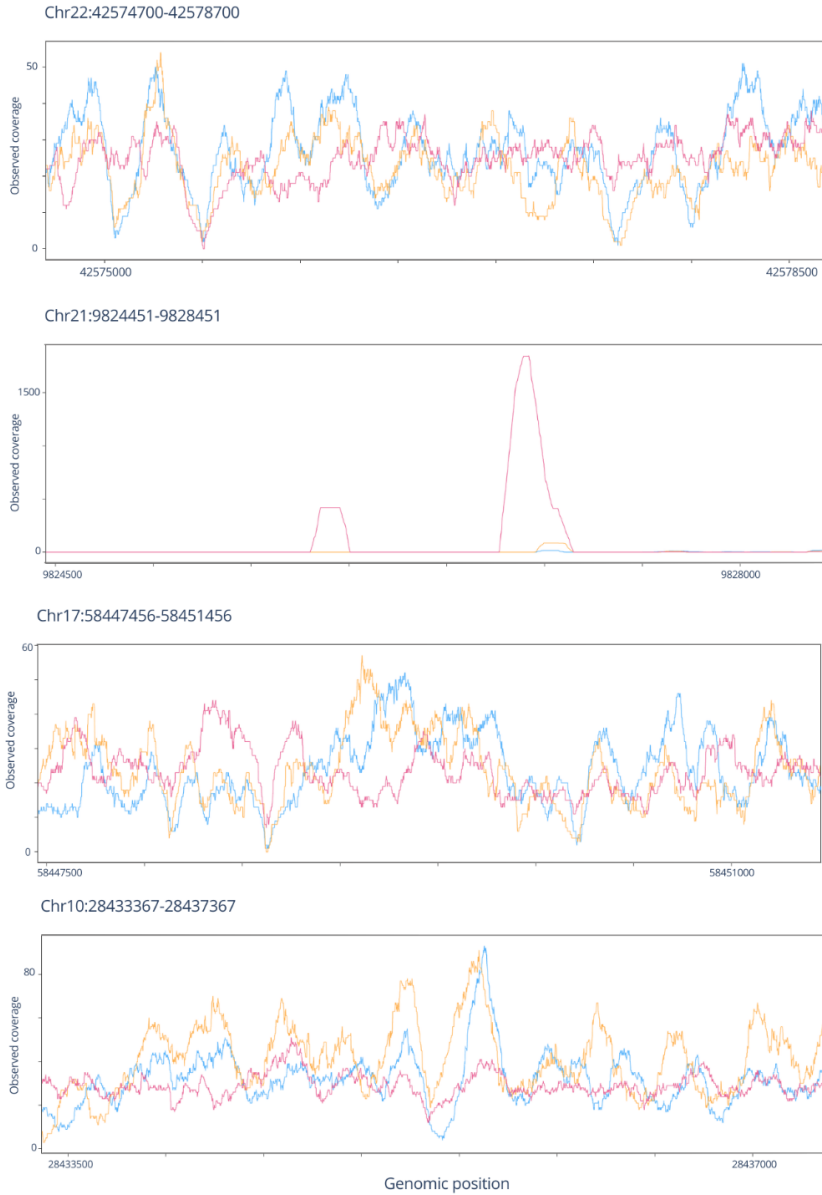 Chr22:42574700-42578700
50
Observed coverage
0
42575000
42578500
Chr21:9824451-9828451
1500
Observed coverage
0
9824500
9828000
Chr17:58447456-58451456
60
Observed coverage
0
58447500
58451000
Chr10:28433367-28437367
80
Observed coverage
0
28433500
28437000
Genomic position